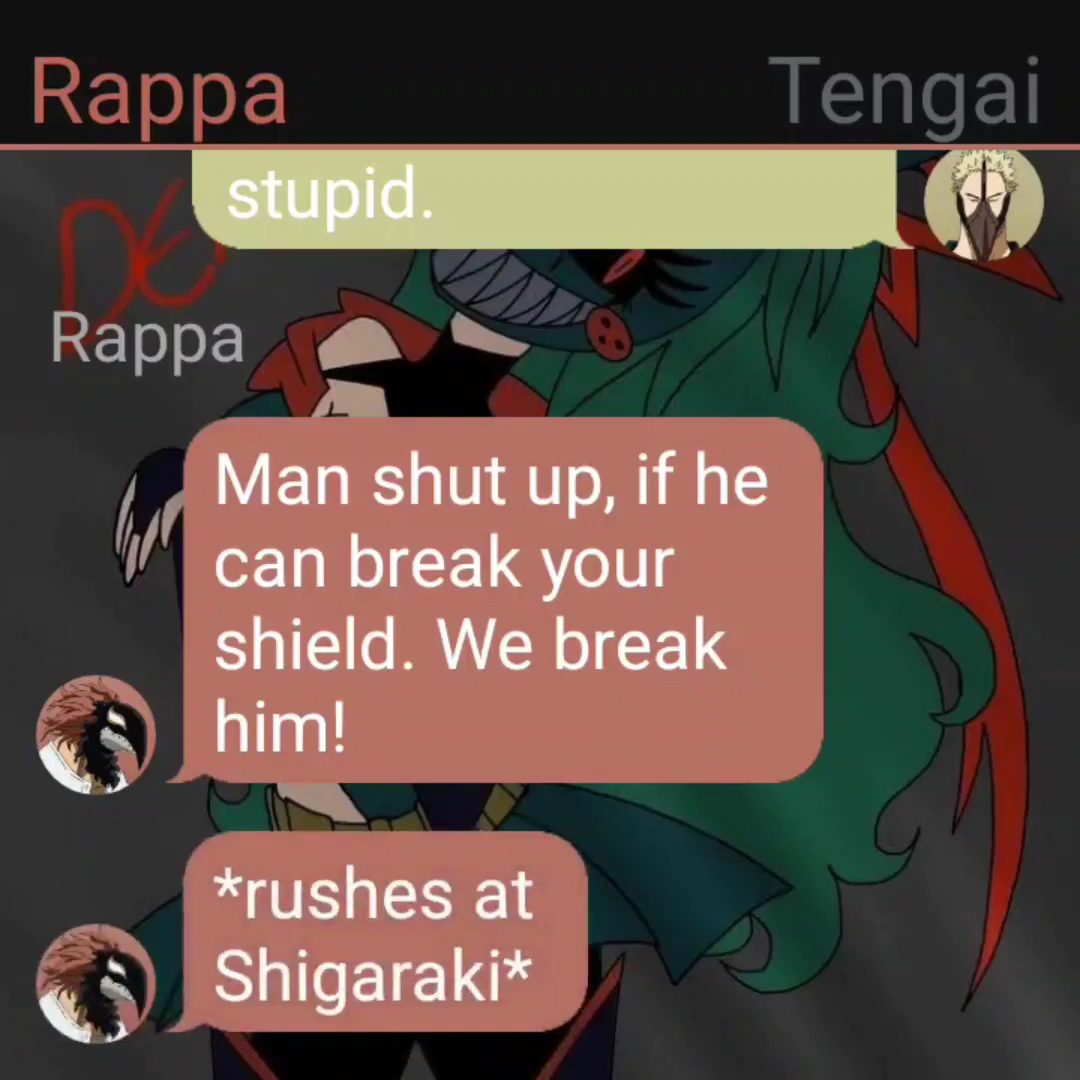 Rappa
Tengai
stupid.
Rappa
Man shut up, if he
can break your
shield. We break
him!
*rushes at
Shigaraki*